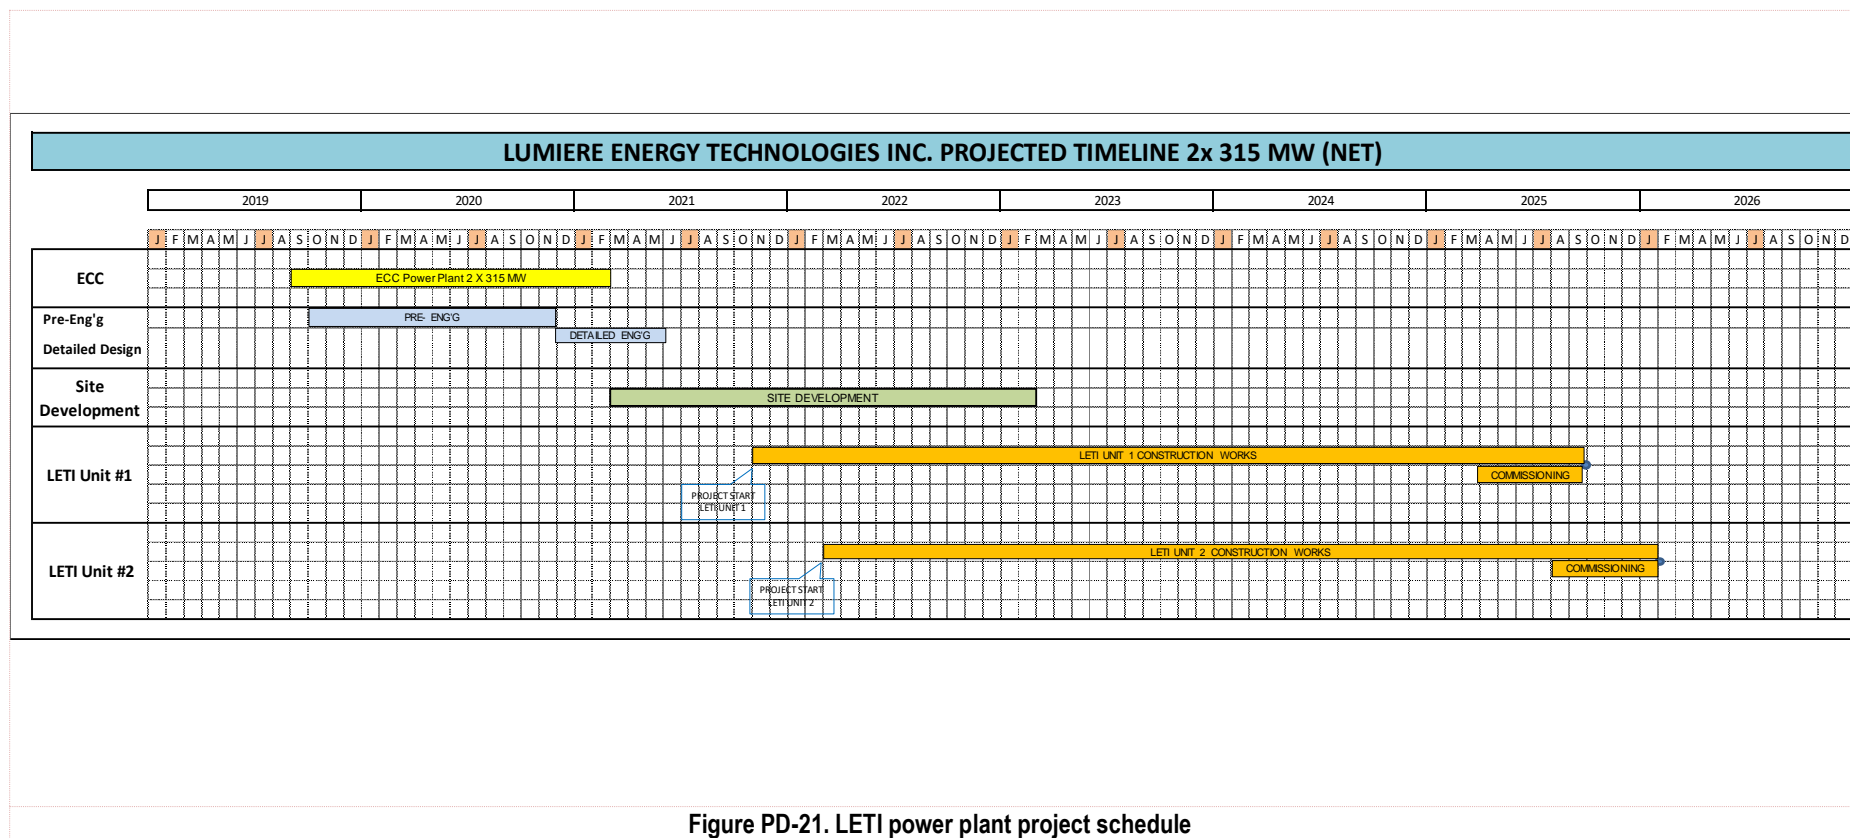 LUMIERE ENERGY TECHNOLOGIES INC. PROJECTED TIMELINE 2x 315 MW (NET)
2019 2020 2021 2022 2023 2024 2025 2026
J F M A M J J A S O N D J F M A M J J A S O N D J F M A M J J A S O N D J F M A M J J A S O N D J F M A M J J A S O N D J F M A M J J A S O N D J F M A M J J A S O N D J F M A M J J A S O N D
ECC
ECC Power Plant 2 X 315 MW
Pre-Eng'g
PRE- ENG'G
DETAILED ENG'G
Detailed Design
Site
Development
SITE DEVELOPMENT
LETI UNIT 1 CONSTRUCTION WORKS
LETI Unit #1
COMMISSIONING
PROJECT START
LETI UNIT 1
LETI UNIT 2 CONSTRUCTION WORKS
LETI Unit #2
COMMISSIONING
PROJECT START
LETI UNIT 2
Figure PD-21. LETI power plant project schedule